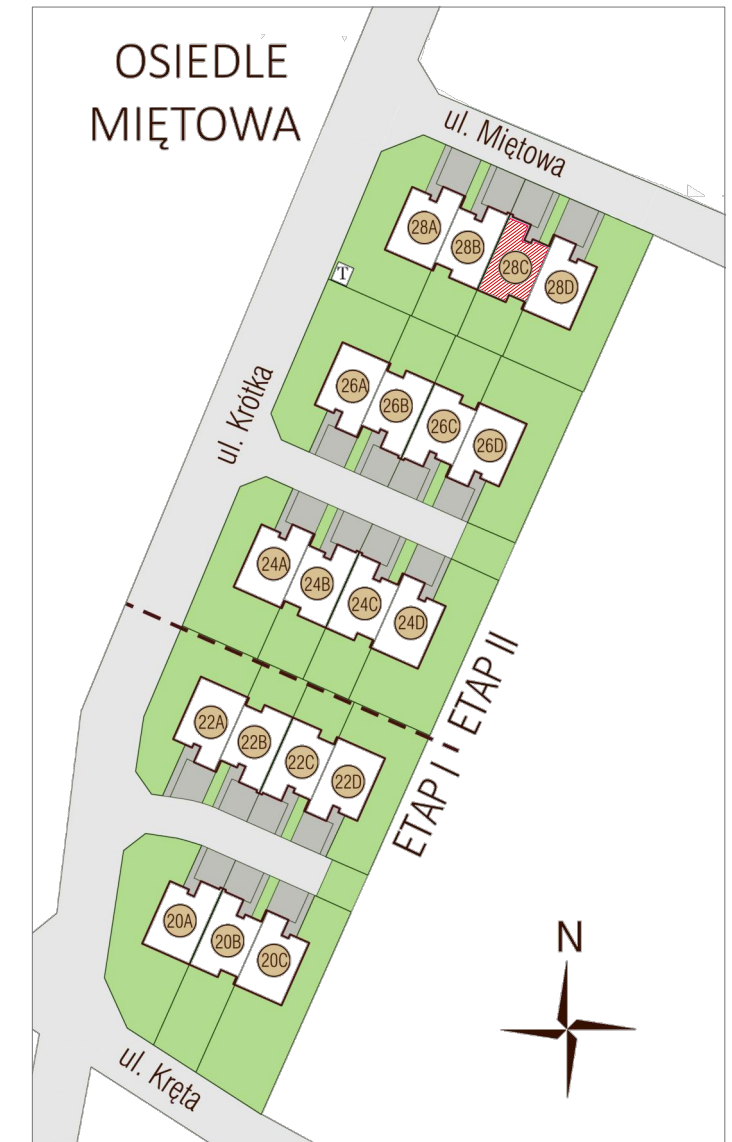 OSIEDLE
MIĘTOWA
ul. Miętowa
28A
28B
28C
28D
T
26A
26B
26C
26D
ul. Krótka
24A
24B
24C
24D
ETAP II
22A
22B
22C
22D
ETAP I
20A
20B
20C
N
ul. Kręta